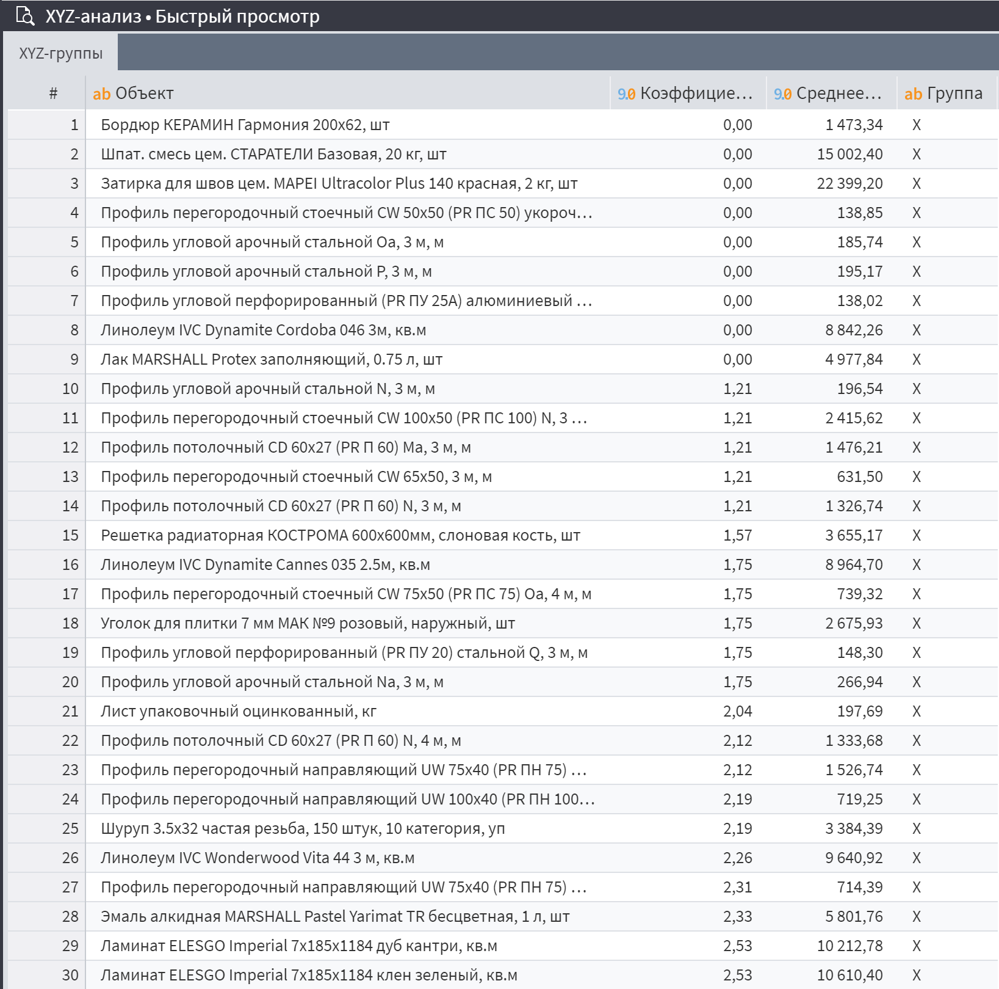 XYZ-анализ • Быстрый просмотр
XYZ-группы
# ab Объект 9.0 Коэффицие... 9.0 Среднее... ab Группа
1 Бордюр КЕРАМИН Гармония 200х62, шт 0,00 1 473,34 X
2 Шпат. смесь цем. СТАРАТЕЛИ Базовая, 20 кг, шт 0,00 15 002,40 X
3 Затирка для швов цем. MAPEI Ultracolor Plus 140 красная, 2 кг, шт 0,00 22 399,20 X
4 Профиль перегородочный стоечный CW 50х50 (PR ПС 50) укороч... 0,00 138,85 X
5 Профиль угловой арочный стальной Oa, 3 м, м 0,00 185,74 X
6 Профиль угловой арочный стальной P, 3 м, м 0,00 195,17 X
7 Профиль угловой перфорированный (PR ПУ 25А) алюминиевый ... 0,00 138,02 X
8 Линолеум IVC Dynamite Cordoba 046 3м, кв.м 0,00 8 842,26 X
9 Лак MARSHALL Protex заполняющий, 0.75 л, шт 0,00 4 977,84 X
10 Профиль угловой арочный стальной N, 3 м, м 1,21 196,54 X
11 Профиль перегородочный стоечный CW 100х50 (PR ПС 100) N, 3 ... 1,21 2 415,62 X
12 Профиль потолочный CD 60х27 (PR П 60) Ma, 3 м, м 1,21 1 476,21 X
13 Профиль перегородочный стоечный CW 65х50, 3 м, м 1,21 631,50 X
14 Профиль потолочный CD 60х27 (PR П 60) N, 3 м, м 1,21 1 326,74 X
15 Решетка радиаторная КОСТРОМА 600х600мм, слоновая кость, шт 1,57 3 655,17 X
16 Линолеум IVC Dynamite Cannes 035 2.5м, кв.м 1,75 8 964,70 X
17 Профиль перегородочный стоечный CW 75х50 (PR ПС 75) Oa, 4 м, м 1,75 739,32 X
18 Уголок для плитки 7 мм МАК №9 розовый, наружный, шт 1,75 2 675,93 X
19 Профиль угловой перфорированный (PR ПУ 20) стальной Q, 3 м, м 1,75 148,30 X
20 Профиль угловой арочный стальной Na, 3 м, м 1,75 266,94 X
21 Лист упаковочный оцинкованный, кг 2,04 197,69 X
22 Профиль потолочный CD 60х27 (PR П 60) N, 4 м, м 2,12 1 333,68 X
23 Профиль перегородочный направляющий UW 75х40 (PR ПН 75) ... 2,12 1 526,74 X
24 Профиль перегородочный направляющий UW 100х40 (PR ПН 100... 2,19 719,25 X
25 Шуруп 3.5х32 частая резьба, 150 штук, 10 категория, уп 2,19 3 384,39 X
26 Линолеум IVC Wonderwood Vita 44 3 м, кв.м 2,26 9 640,92 X
27 Профиль перегородочный направляющий UW 75х40 (PR ПН 75) ... 2,31 714,39 X
28 Эмаль алкидная MARSHALL Pastel Yarimat TR бесцветная, 1 л, шт 2,33 5 801,76 X
29 Ламинат ELESGO Imperial 7х185х1184 дуб кантри, кв.м 2,53 10 212,78 X
30 Ламинат ELESGO Imperial 7х185х1184 клен зеленый, кв.м 2,53 10 610,40 X